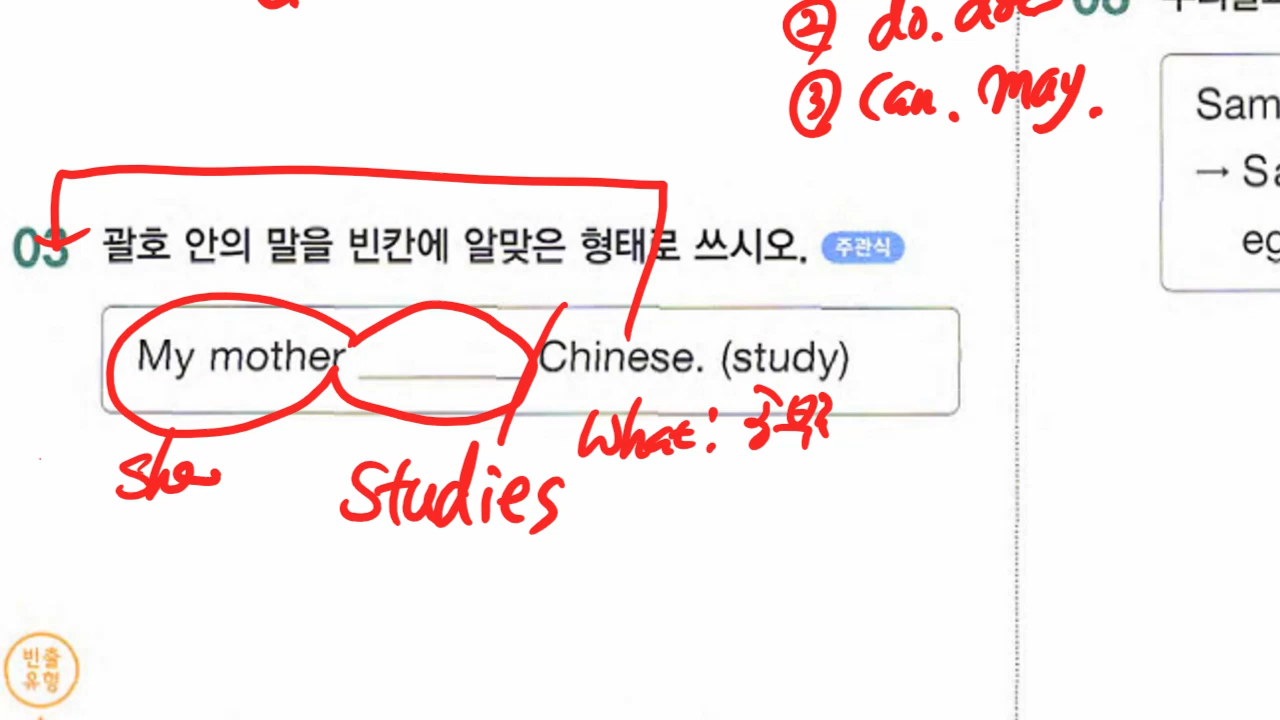 ② do. does
③ can. may.
03 괄호 안의 말을 빈칸에 알맞은 형태로 쓰시오. 주관식
My mother ________ Chinese. (study)
She
studies
what:
Sam
→ Sa
eg
빈출
유형